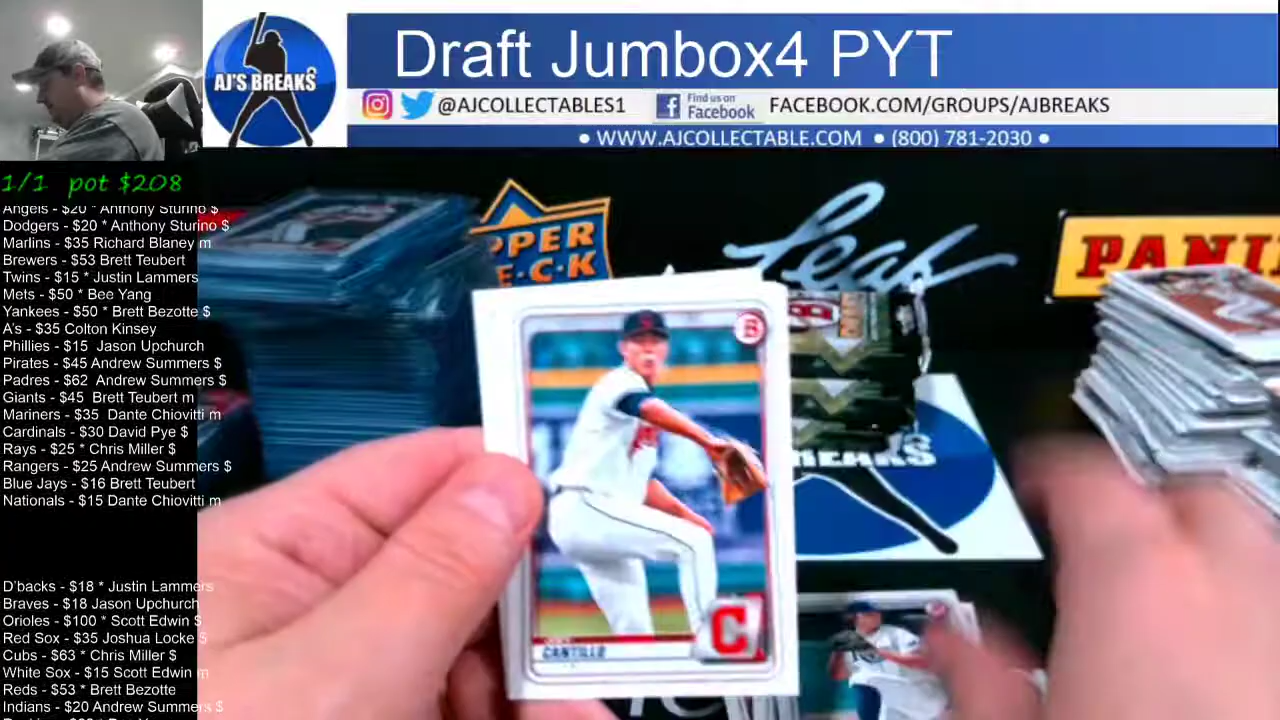 Draft Jumbox4 PYT
AJ'S BREAKS
@AJCOLLECTABLES1
Find us on Facebook
FACEBOOK.COM/GROUPS/AJBREAKS
● WWW.AJCOLLECTABLE.COM ● (800) 781-2030 ●
1/1 pot $208
Angels - $20 * Anthony Sturino $
Dodgers - $20 * Anthony Sturino $
Marlins - $35 Richard Blaney m
Brewers - $53 Brett Teubert
Twins - $15 * Justin Lammers
Mets - $50 * Bee Yang
Yankees - $50 * Brett Bezotte $
A's - $35 Colton Kinsey
Phillies - $15 Jason Upchurch
Pirates - $45 Andrew Summers $
Padres - $62 Andrew Summers $
Giants - $45 Brett Teubert m
Mariners - $35 Dante Chiovitti m
Cardinals - $30 David Pye $
Rays - $25 * Chris Miller $
Rangers - $25 Andrew Summers $
Blue Jays - $16 Brett Teubert
Nationals - $15 Dante Chiovitti m
D'backs - $18 * Justin Lammers
Braves - $18 Jason Upchurch
Orioles - $100 * Scott Edwin $
Red Sox - $35 Joshua Locke $
Cubs - $63 * Chris Miller $
White Sox - $15 Scott Edwin m
Reds - $53 * Brett Bezotte
Indians - $20 Andrew Summers $
UPPER
DECK
Leaf
PANINI
B
C
CANTILLO
BREAKS